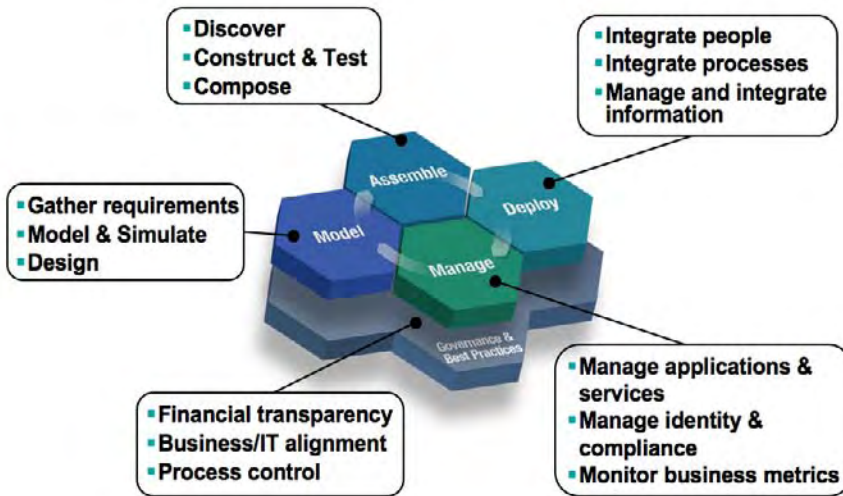 Discover
Construct & Test
Compose
Integrate people
Integrate processes
Manage and integrate
information
Assemble
Deploy
Gather requirements
Model & Simulate
Design
Model
Manage
Governance &
Best Practices
Financial transparency
Business/IT alignment
Process control
Manage applications &
services
Manage identity &
compliance
Monitor business metrics